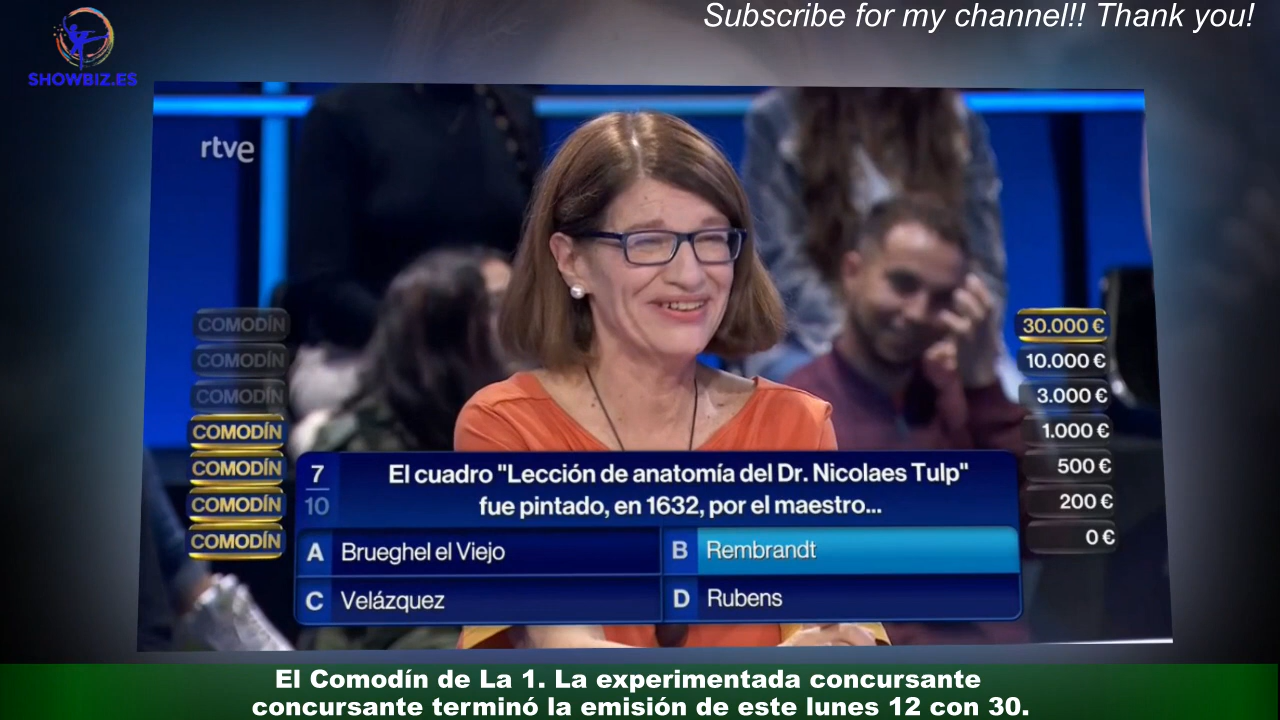 Subscribe for my channel!! Thank you!
SHOWBIZ.ES
rtve
COMODÍN
COMODÍN
COMODÍN
COMODÍN
COMODÍN
COMODÍN
COMODÍN
30.000 €
10.000 €
3.000 €
1.000 €
500 €
200 €
0 €
7
10
El cuadro "Lección de anatomía del Dr. Nicolaes Tulp"
fue pintado, en 1632, por el maestro...
A Brueghel el Viejo
B Rembrandt
C Velázquez
D Rubens
El Comodín de La 1. La experimentada concursante
concursante terminó la emisión de este lunes 12 con 30.